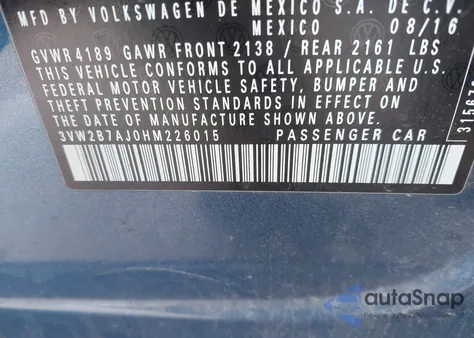 MFD BY VOLKSWAGEN DE MEXICO S.A. DE C.V.
MEXICO 08/16
GVWR 4189 GAWR FRONT 2138 / REAR 2161 LBS
THIS VEHICLE CONFORMS TO ALL APPLICABLE U.S.
FEDERAL MOTOR VEHICLE SAFETY, BUMPER AND
THEFT PREVENTION STANDARDS IN EFFECT ON
THE DATE OF MANUFACTURE SHOWN ABOVE.
3VW2B7AJ0HM226015 PASSENGER CAR
autoSnap